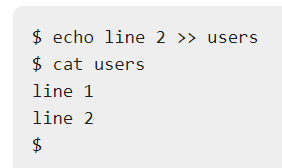 $ echo line 2 >> users
$ cat users
line 1
line 2
$